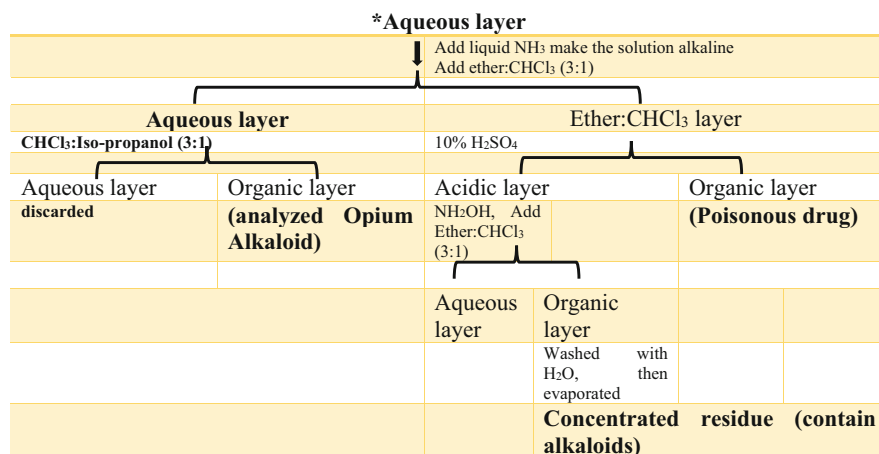 *Aqueous layer
Add liquid NH₃ make the solution alkaline
Add ether:CHCl₃ (3:1)
Aqueous layer
Ether:CHCl₃ layer
CHCl₃:Iso-propanol (3:1)
10% H₂SO₄
Aqueous layer
Organic layer
Acidic layer
Organic layer
discarded
(analyzed Opium
Alkaloid)
NH₂OH, Add
Ether:CHCl₃
(3:1)
(Poisonous drug)
Aqueous
layer
Organic
layer
Washed with
H₂O, then
evaporated
Concentrated residue (contain
alkaloids)